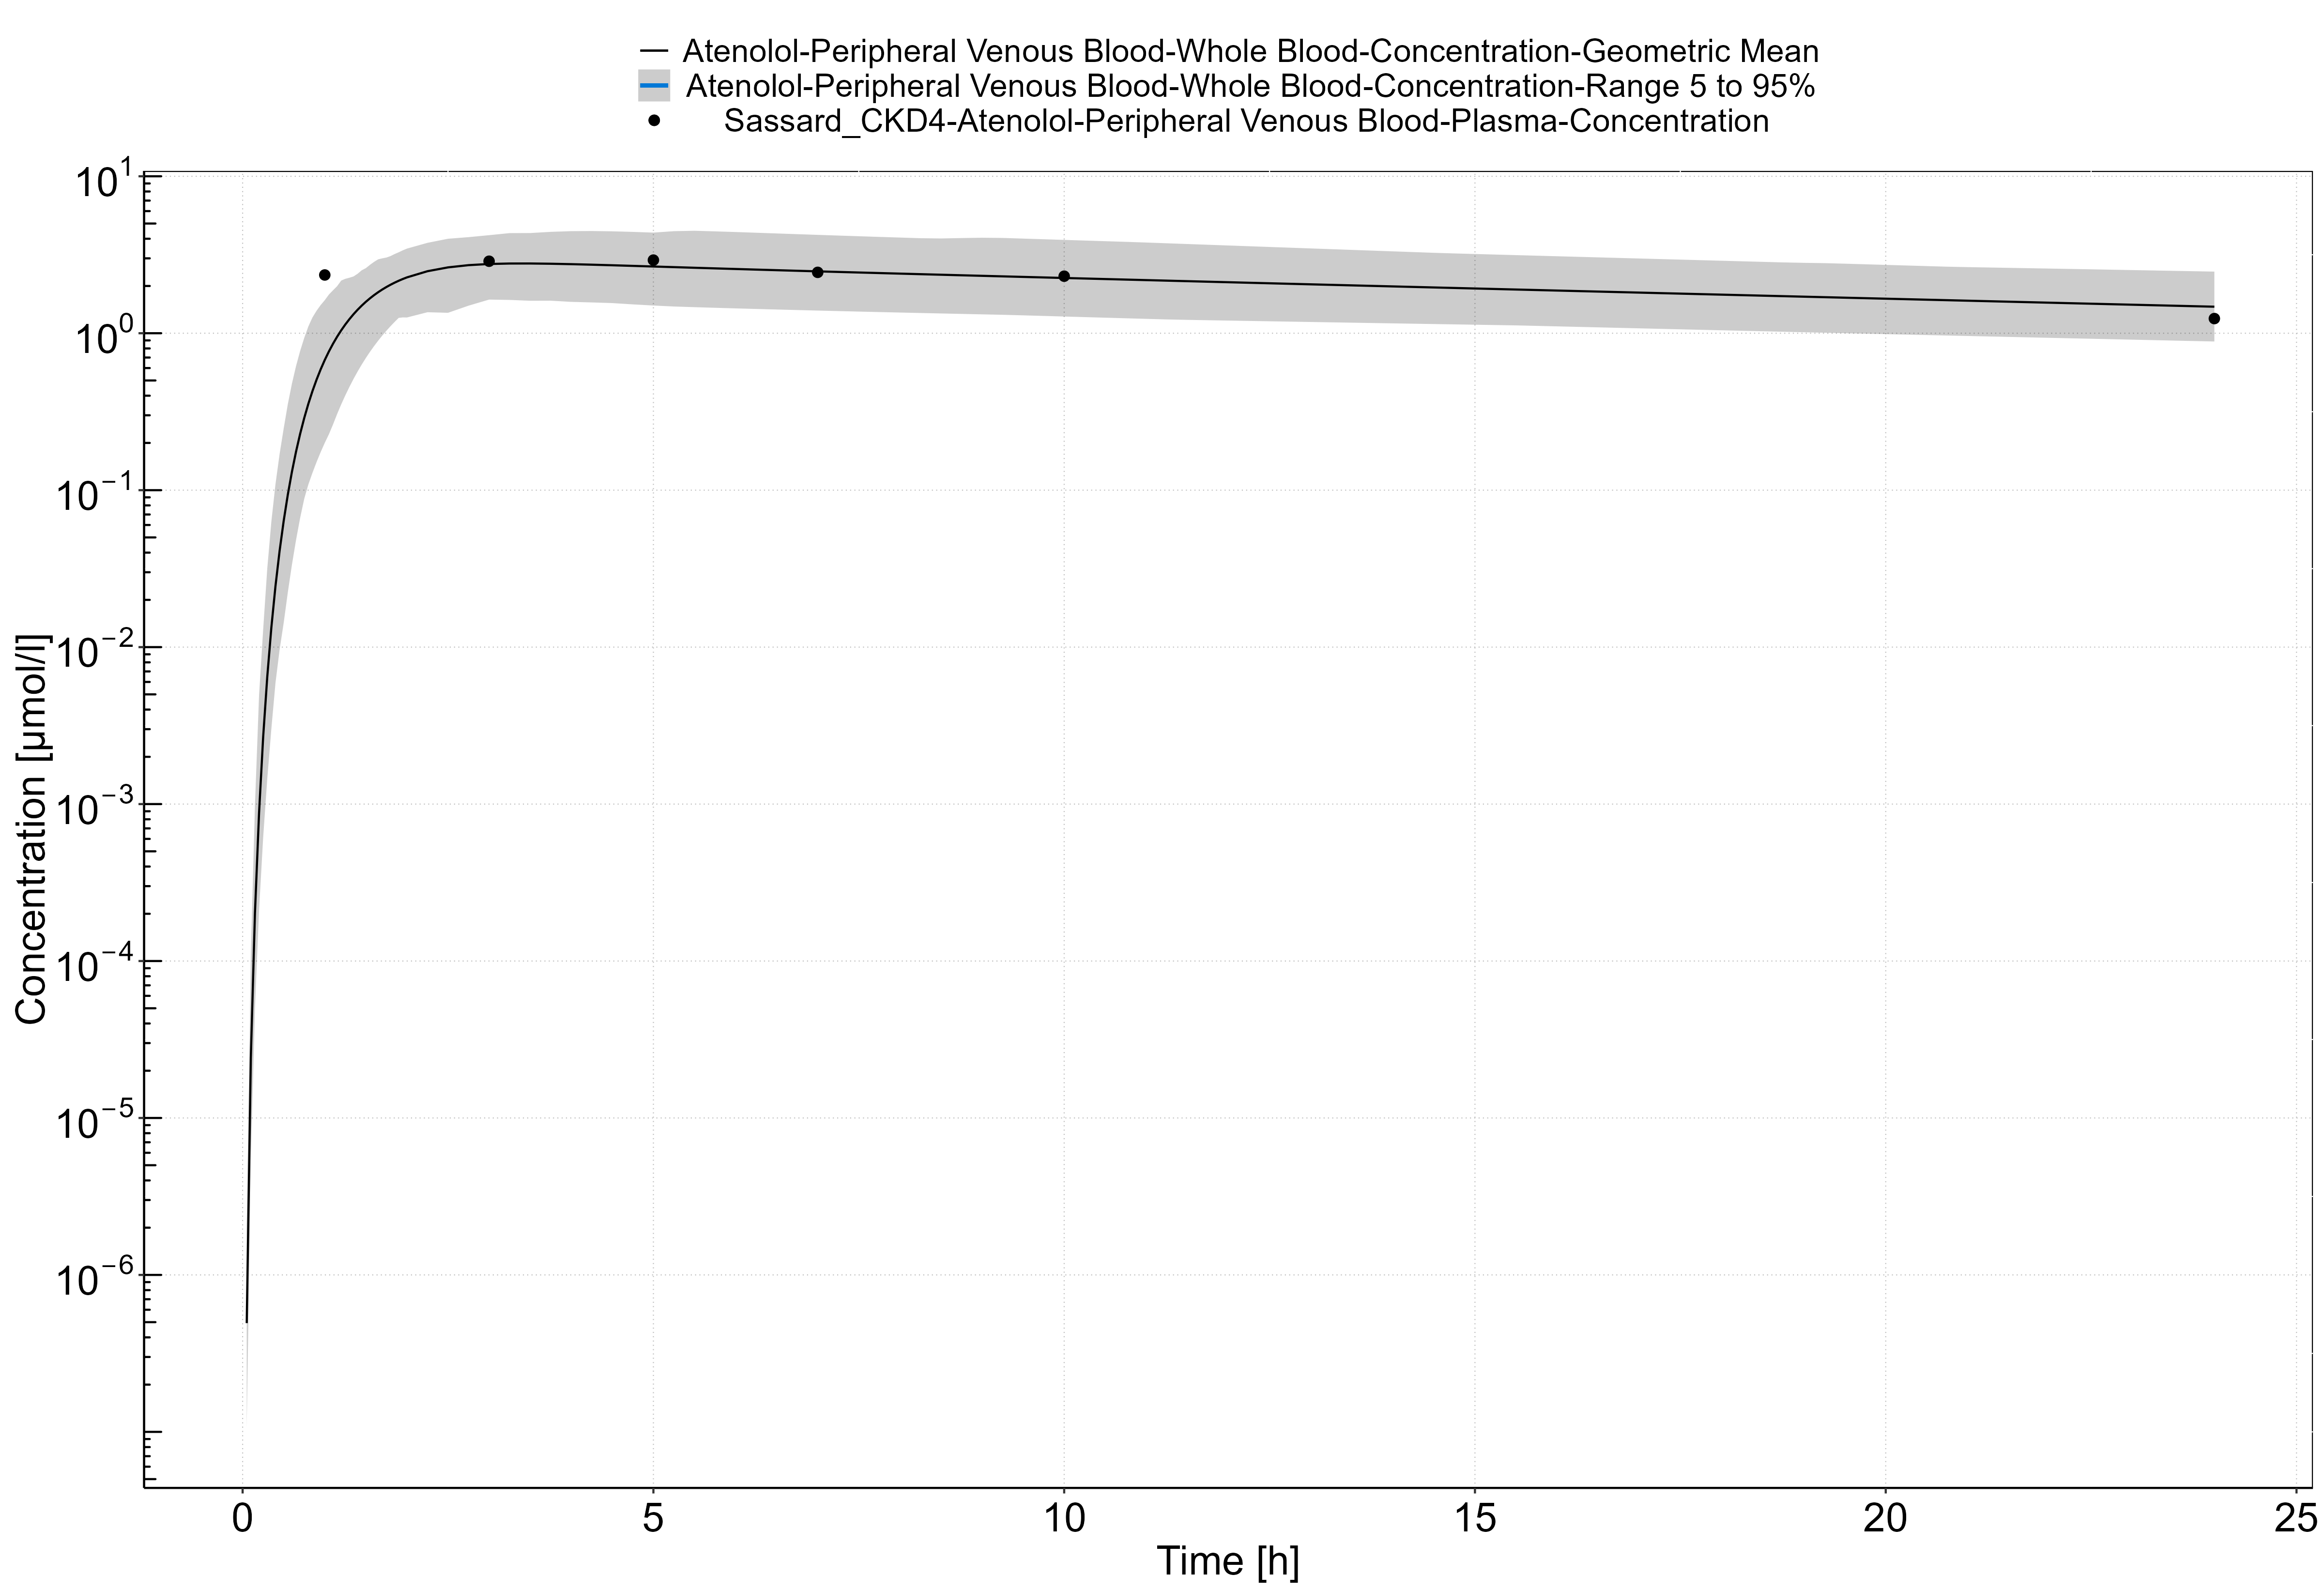 Atenolol-Peripheral Venous Blood-Whole Blood-Concentration-Geometric Mean
Atenolol-Peripheral Venous Blood-Whole Blood-Concentration-Range 5 to 95%
Sassard_CKD4-Atenolol-Peripheral Venous Blood-Plasma-Concentration
10¹
10⁰
10⁻¹
10⁻²
10⁻³
10⁻⁴
10⁻⁵
10⁻⁶
Concentration [µmol/l]
0 5 10 15 20 25
Time [h]